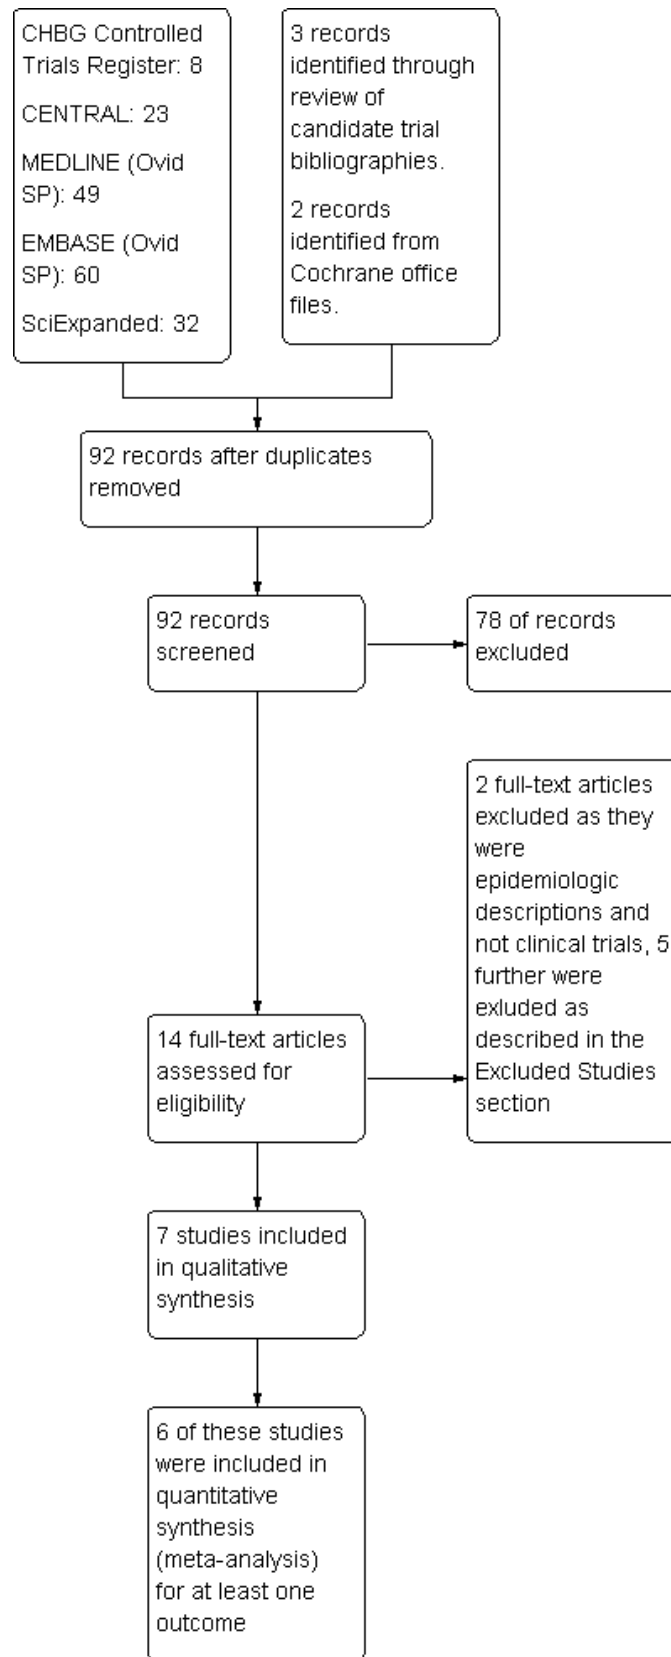 CHBG Controlled
Trials Register: 8
CENTRAL: 23
MEDLINE (Ovid
SP): 49
EMBASE (Ovid
SP): 60
SciExpanded: 32
3 records
identified through
review of
candidate trial
bibliographies.
2 records
identified from
Cochrane office
files.
92 records after duplicates
removed
92 records
screened
78 of records
excluded
2 full-text articles
excluded as they
were
epidemiologic
descriptions and
not clinical trials, 5
further were
exluded as
described in the
Excluded Studies
section
14 full-text articles
assessed for
eligibility
7 studies included
in qualitative
synthesis
6 of these studies
were included in
quantitative
synthesis
(meta-analysis)
for at least one
outcome